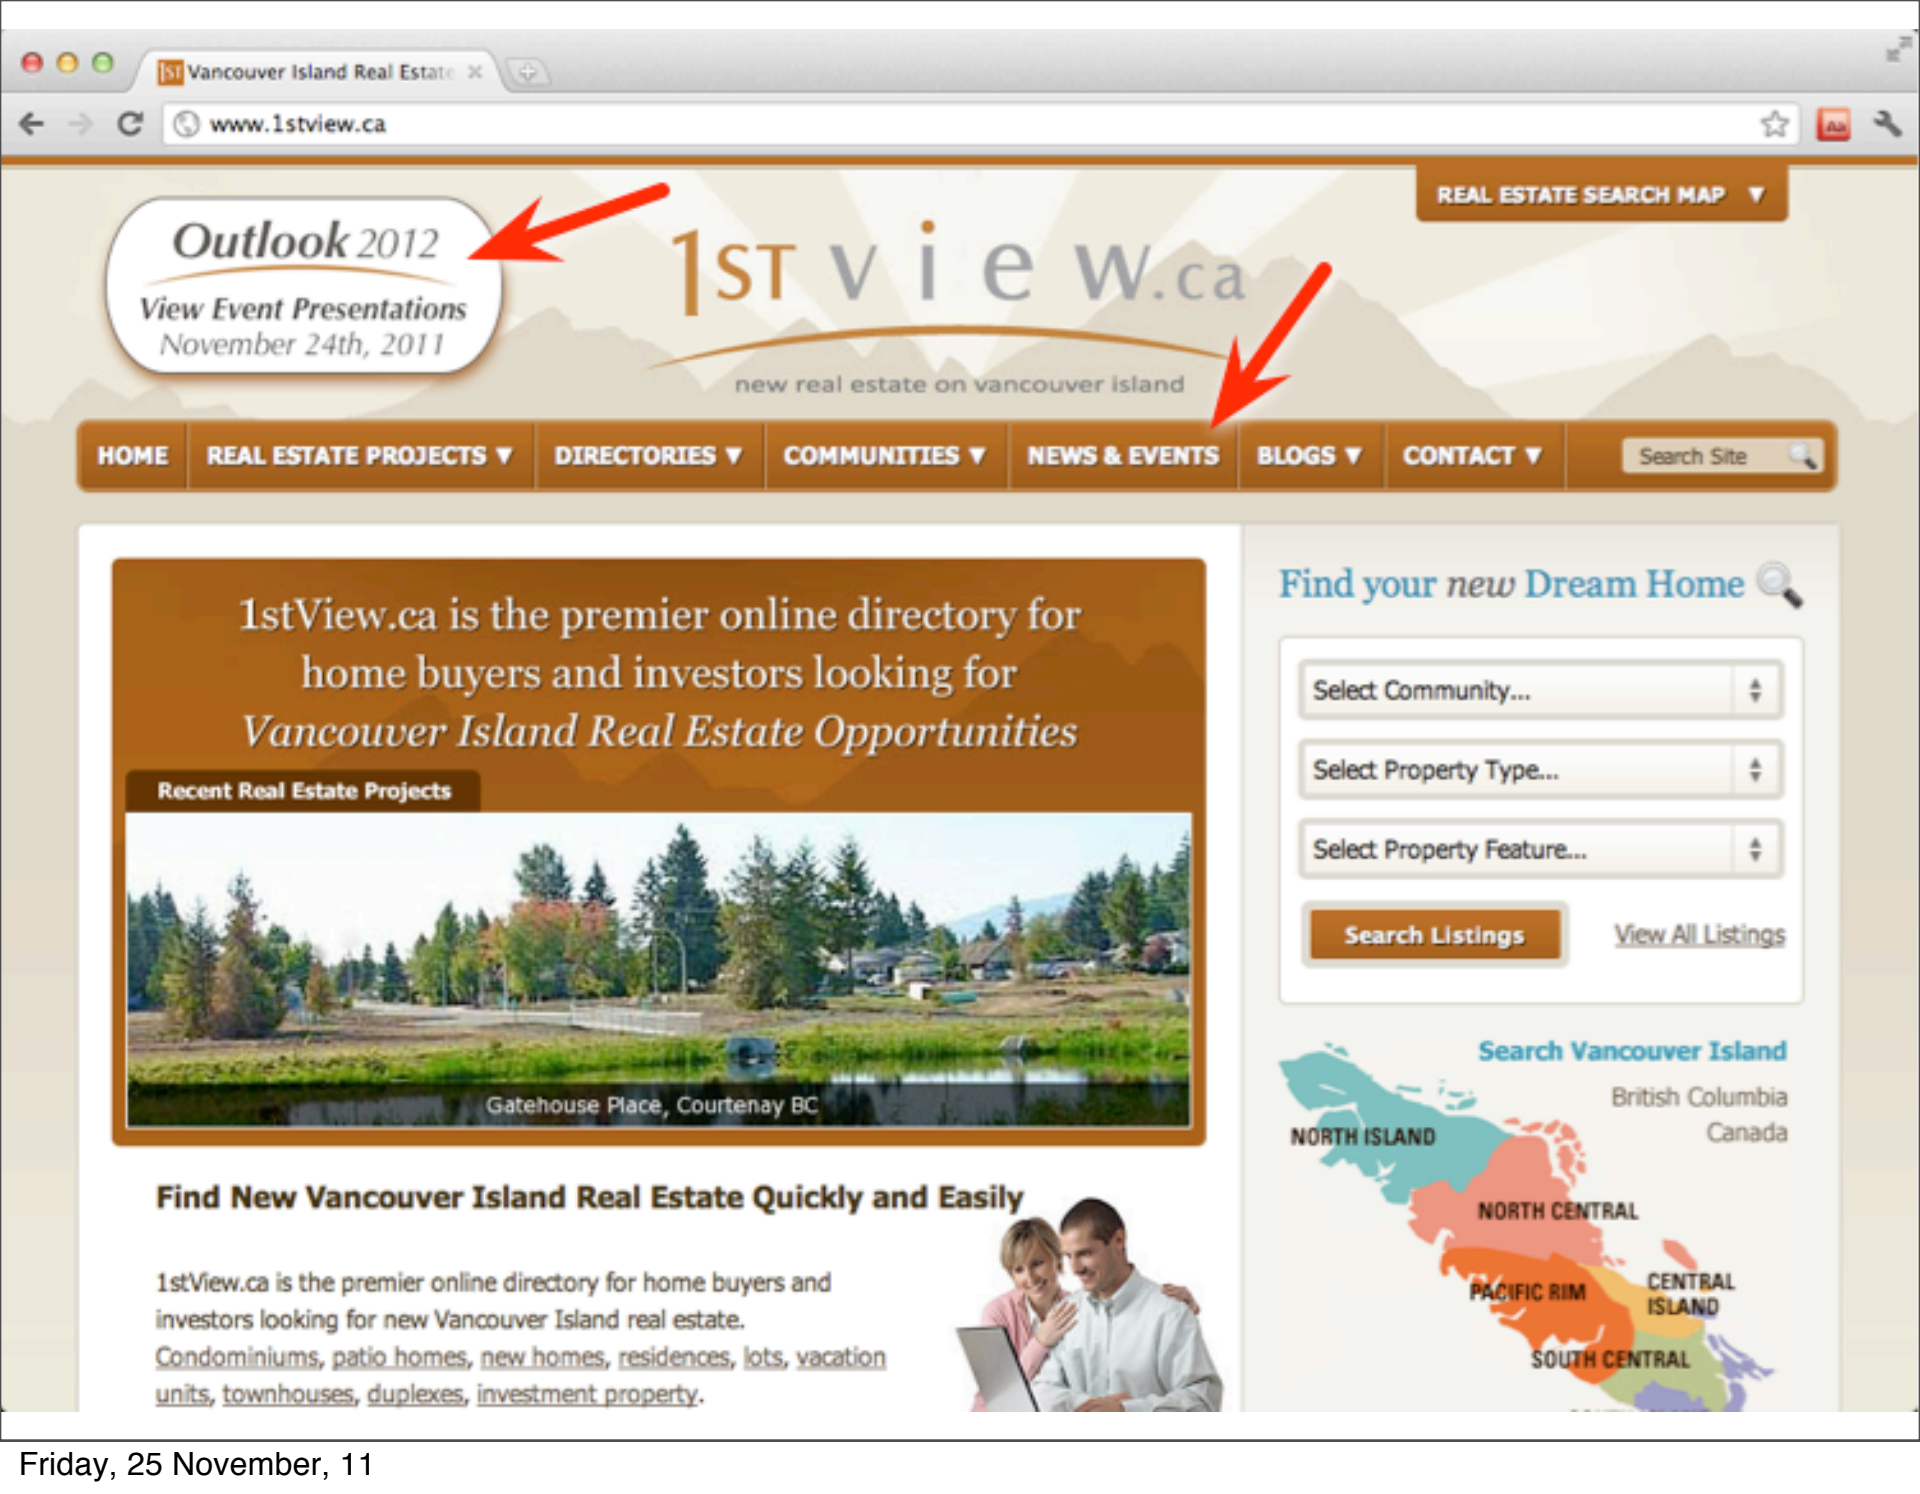 Vancouver Island Real Estate
www.1stview.ca
REAL ESTATE SEARCH MAP ▼
Outlook 2012
View Event Presentations
November 24th, 2011
1ST view.ca
new real estate on vancouver island
HOME REAL ESTATE PROJECTS ▼ DIRECTORIES ▼ COMMUNITIES ▼ NEWS & EVENTS BLOGS ▼ CONTACT ▼ Search Site
1stView.ca is the premier online directory for
home buyers and investors looking for
Vancouver Island Real Estate Opportunities
Recent Real Estate Projects
Gatehouse Place, Courtenay BC
Find New Vancouver Island Real Estate Quickly and Easily
1stView.ca is the premier online directory for home buyers and
investors looking for new Vancouver Island real estate.
Condominiums, patio homes, new homes, residences, lots, vacation
units, townhouses, duplexes, investment property.
Find your new Dream Home
Select Community...
Select Property Type...
Select Property Feature...
Search Listings View All Listings
Search Vancouver Island
British Columbia
Canada
NORTH ISLAND
NORTH CENTRAL
PACIFIC RIM
CENTRAL
ISLAND
SOUTH CENTRAL
Friday, 25 November, 11